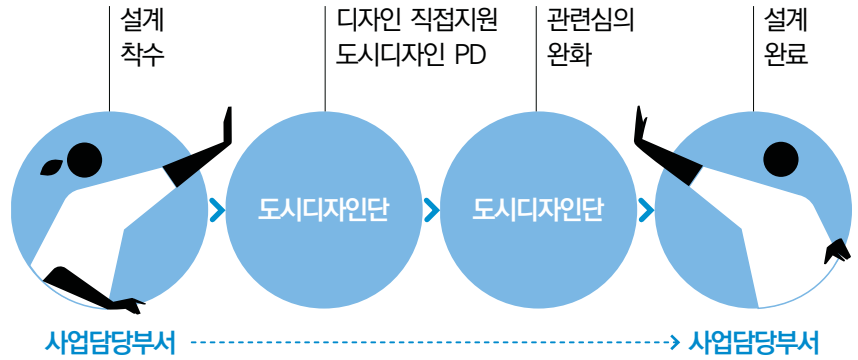 설계
착수
디자인 직접지원
도시디자인 PD
관련심의
완화
설계
완료
도시디자인단
도시디자인단
사업담당부서
사업담당부서